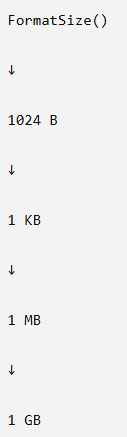 FormatSize()
↓
1024 B
↓
1 KB
↓
1 MB
↓
1 GB